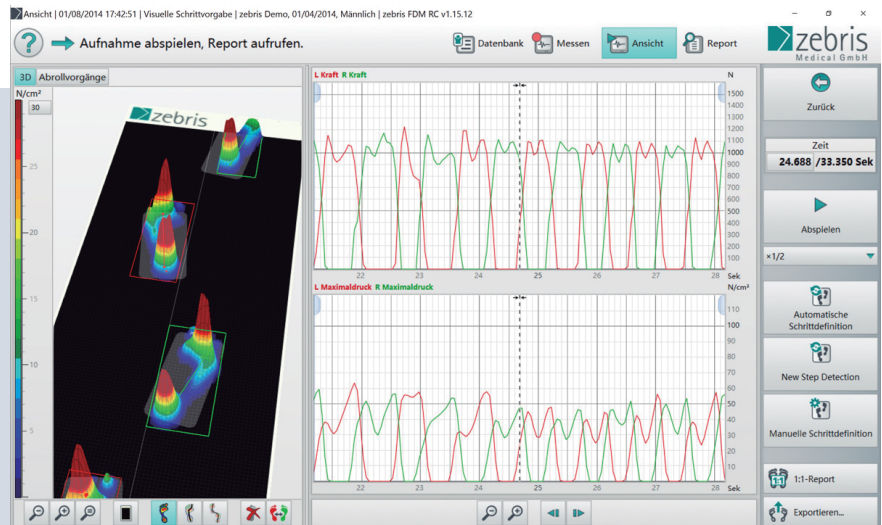 Ansicht | 01/08/2014 17:42:51 | Visuelle Schrittvorgabe | zebris Demo, 01/04/2014, Männlich | zebris FDM RC v1.15.12
Aufnahme abspielen, Report aufrufen.
Datenbank
Messen
Ansicht
Report
zebris
Medical GmbH
3D
Abrollvorgänge
N/cm²
30
25
20
15
10
5
zebris
L Kraft R Kraft
N
1500
1400
1300
1200
1100
1000
900
800
700
600
500
400
300
200
100
22
23
24
25
26
27
28
Sek
L Maximaldruck R Maximaldruck
N/cm²
110
100
90
80
70
60
50
40
30
20
10
22
23
24
25
26
27
28
Sek
Zurück
Zeit
24.688 /33.350 Sek
Abspielen
×1/2
Automatische
Schrittdefinition
New Step Detection
Manuelle Schrittdefinition
1:1
1:1-Report
Exportieren...